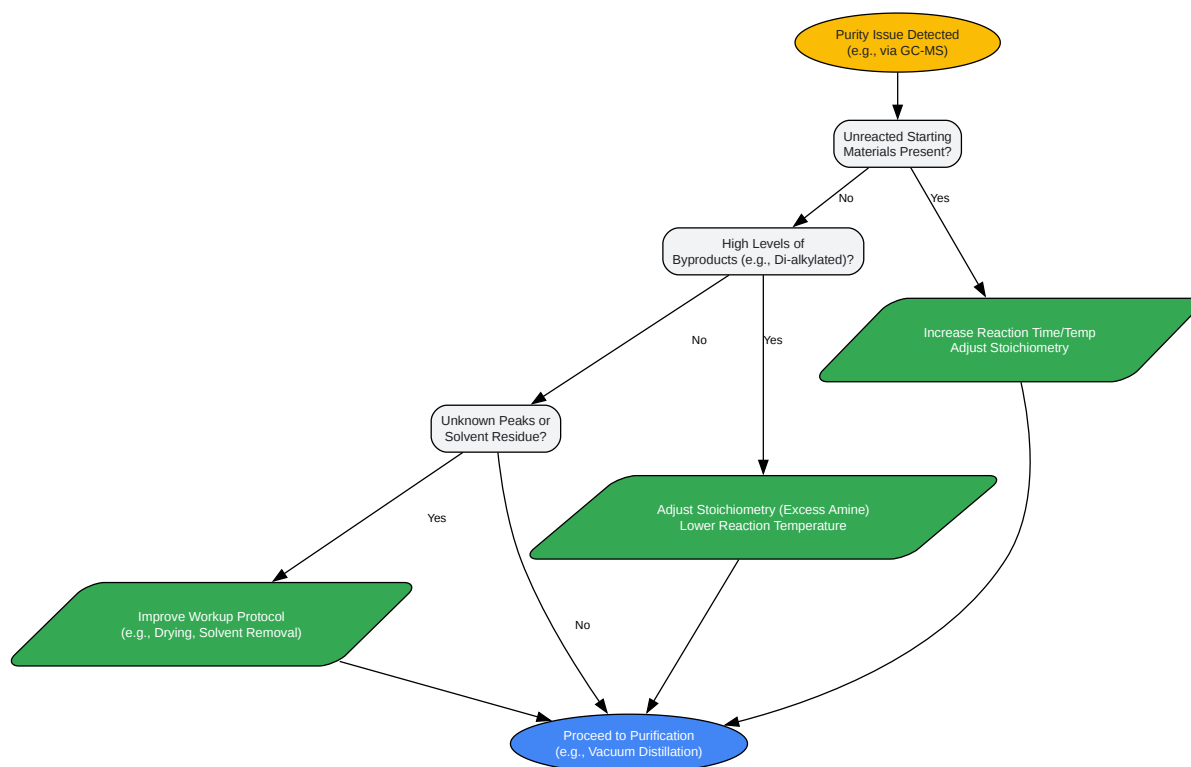 Purity Issue Detected
(e.g., via GC-MS)
Unreacted Starting
Materials Present?
No
Yes
High Levels of
Byproducts (e.g., Di-alkylated)?
Increase Reaction Time/Temp
Adjust Stoichiometry
No
Yes
Unknown Peaks or
Solvent Residue?
Adjust Stoichiometry (Excess Amine)
Lower Reaction Temperature
Yes
Improve Workup Protocol
(e.g., Drying, Solvent Removal)
No
Proceed to Purification
(e.g., Vacuum Distillation)